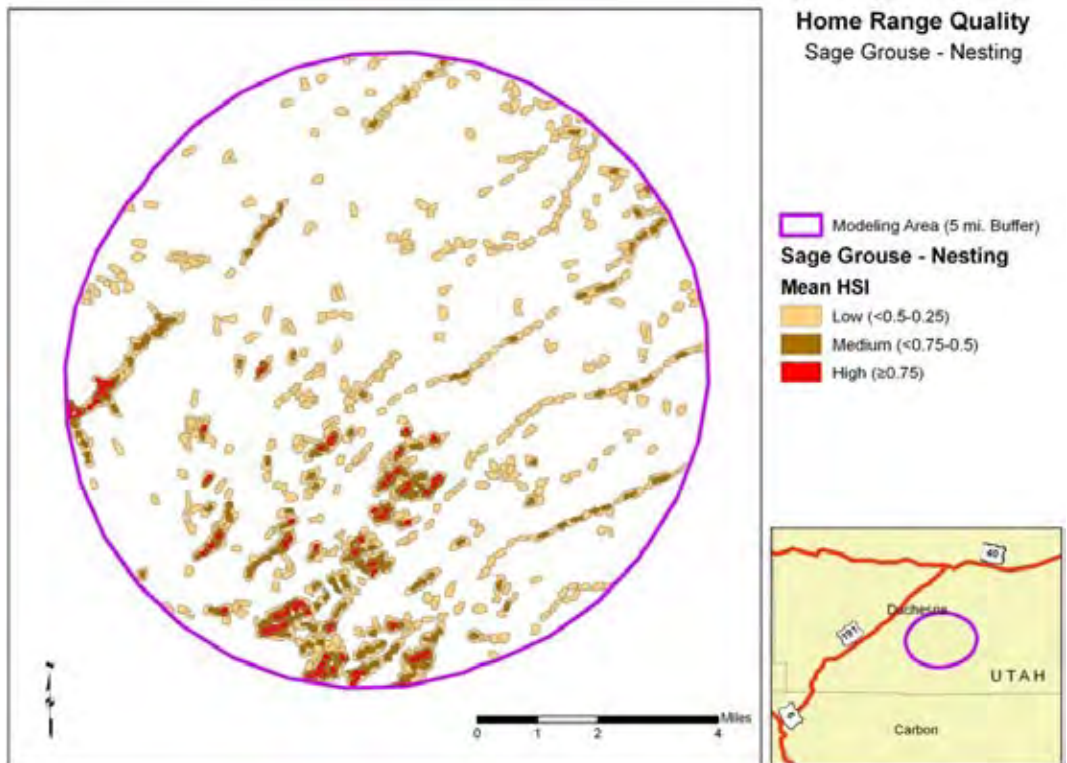 Home Range Quality
Sage Grouse - Nesting
Modeling Area (5 mi. Buffer)
Sage Grouse - Nesting
Mean HSI
Low (<0.5-0.25)
Medium (<0.75-0.5)
High (≥0.75)
Miles
0 1 2 4
40
Duchesne
191
UTAH
6
Carbon